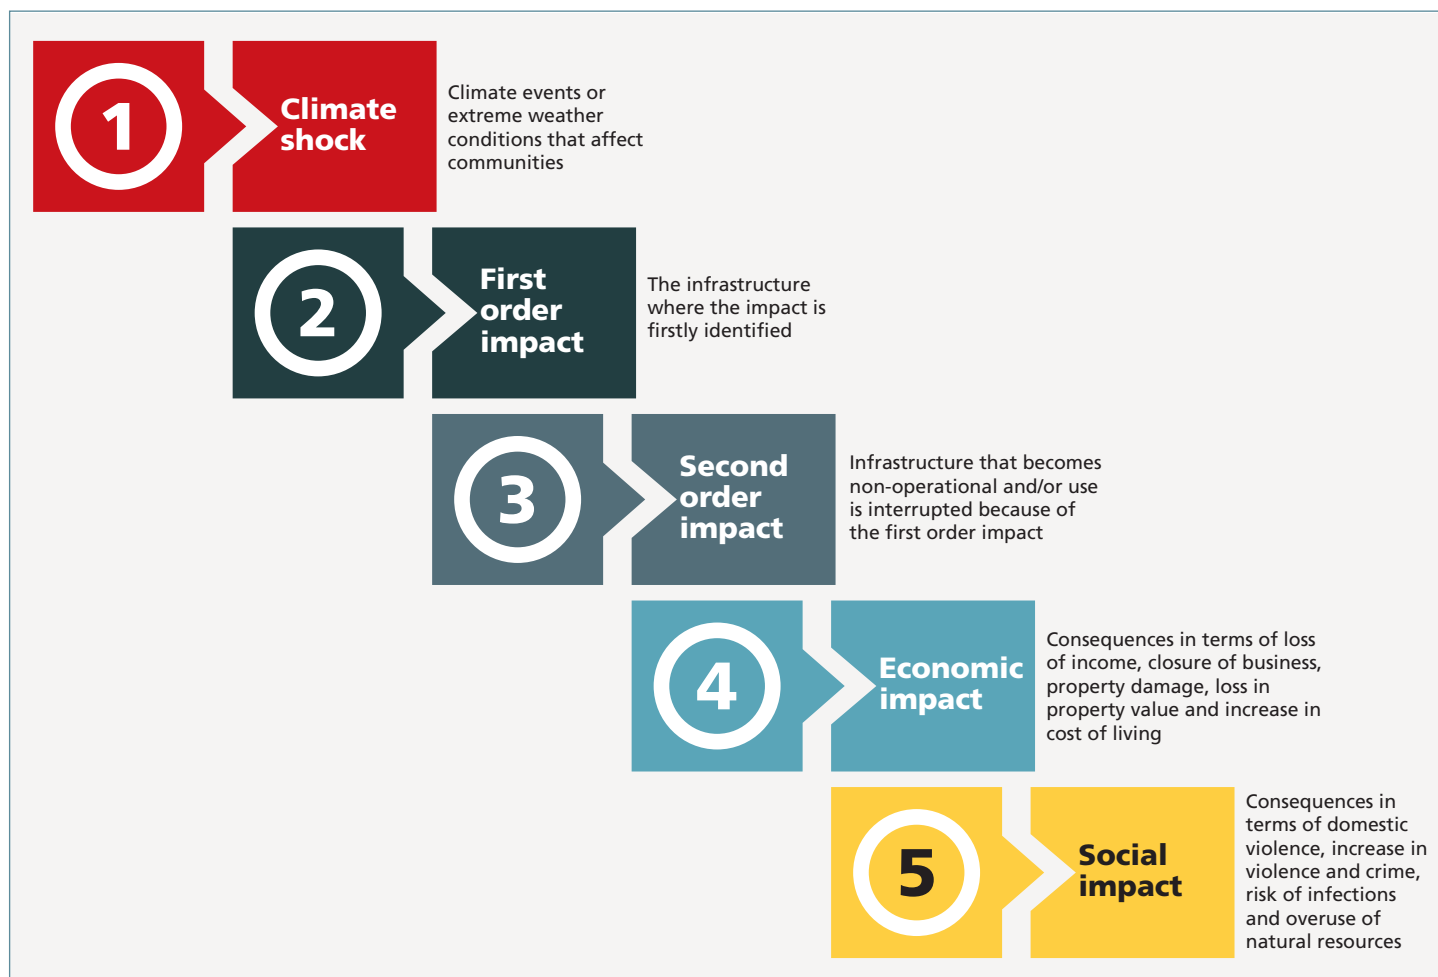 1
Climate
shock
Climate events or
extreme weather
conditions that affect
communities
2
First
order
impact
The infrastructure
where the impact is
firstly identified
3
Second
order
impact
Infrastructure that becomes
non-operational and/or use
is interrupted because of
the first order impact
4
Economic
impact
Consequences in terms of loss
of income, closure of business,
property damage, loss in
property value and increase in
cost of living
5
Social
impact
Consequences in
terms of domestic
violence, increase in
violence and crime,
risk of infections
and overuse of
natural resources